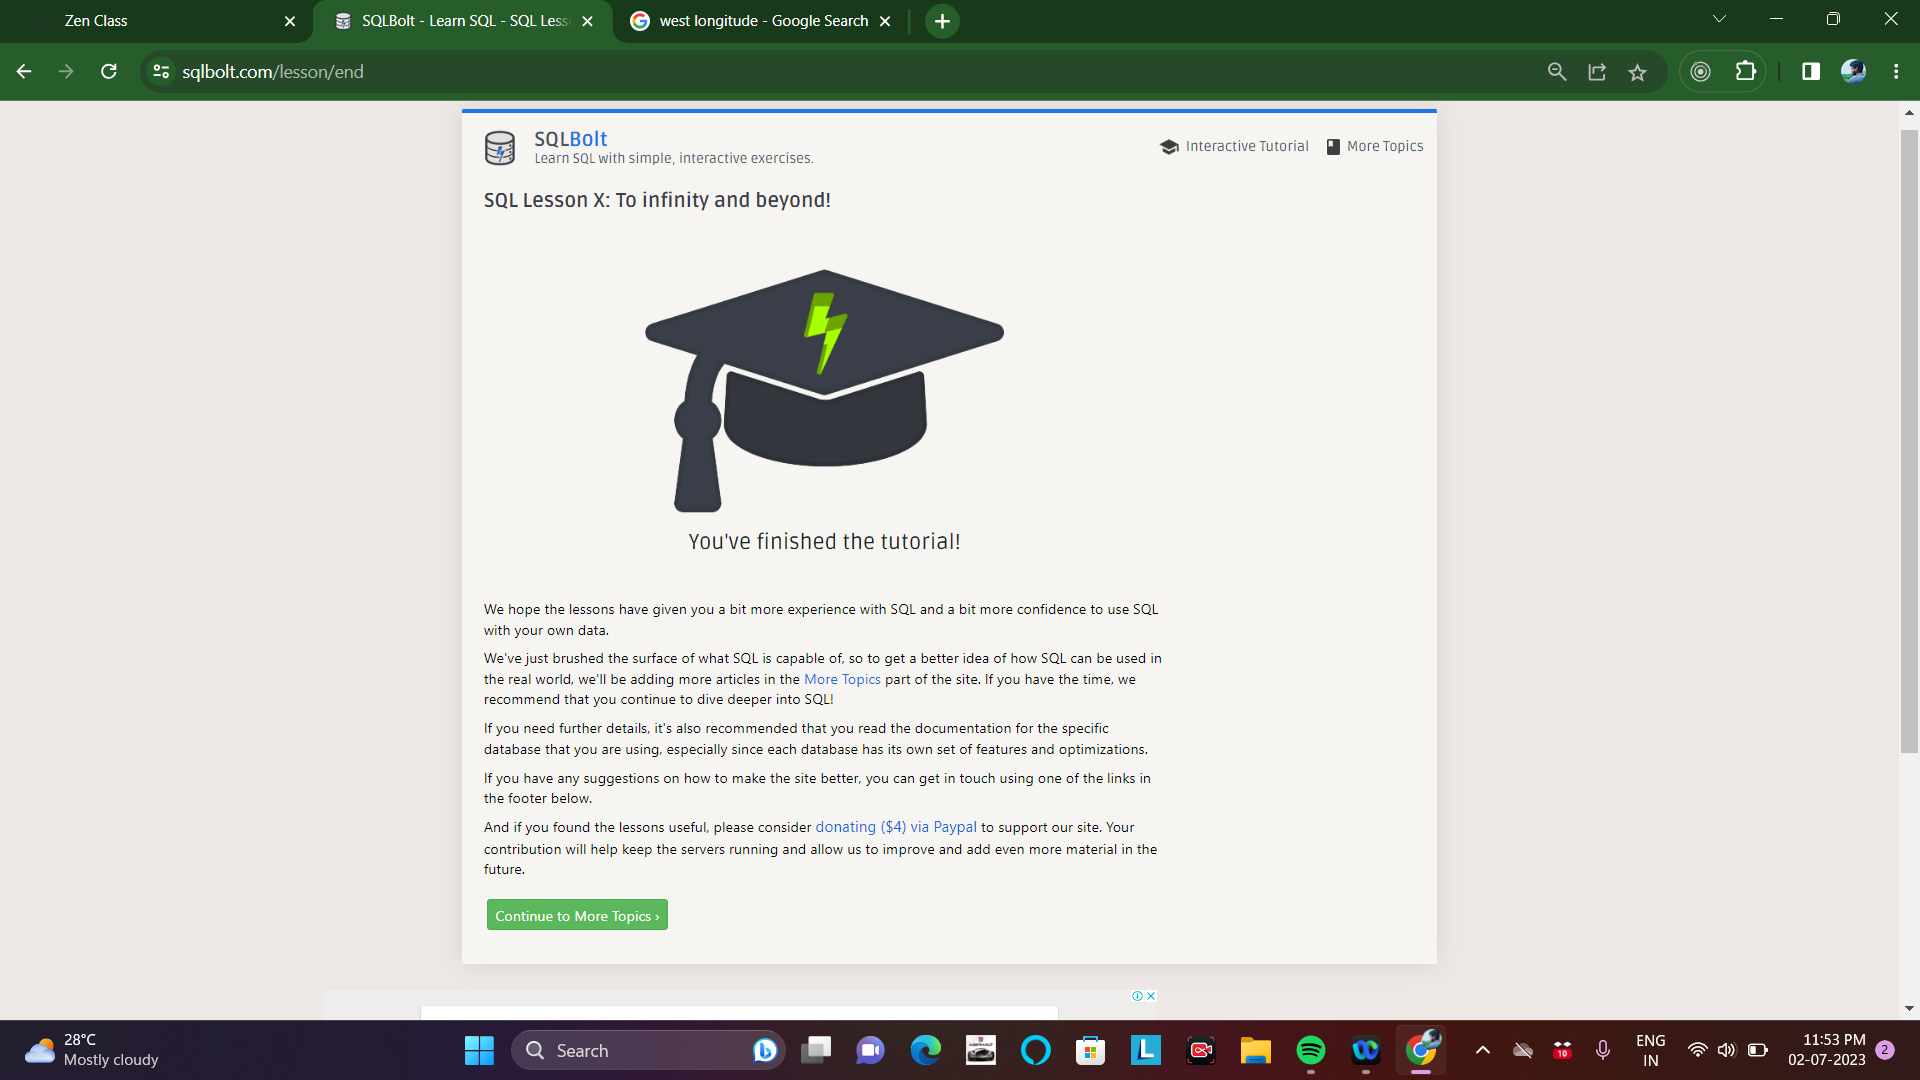 Zen Class
SQLBolt - Learn SQL - SQL Less
west longitude - Google Search
sqlbolt.com/lesson/end
SQLBolt
Learn SQL with simple, interactive exercises.
Interactive Tutorial
More Topics
SQL Lesson X: To infinity and beyond!
You've finished the tutorial!
We hope the lessons have given you a bit more experience with SQL and a bit more confidence to use SQL
with your own data.
We've just brushed the surface of what SQL is capable of, so to get a better idea of how SQL can be used in
the real world, we'll be adding more articles in the More Topics part of the site. If you have the time, we
recommend that you continue to dive deeper into SQL!
If you need further details, it's also recommended that you read the documentation for the specific
database that you are using, especially since each database has its own set of features and optimizations.
If you have any suggestions on how to make the site better, you can get in touch using one of the links in
the footer below.
And if you found the lessons useful, please consider donating ($4) via Paypal to support our site. Your
contribution will help keep the servers running and allow us to improve and add even more material in the
future.
Continue to More Topics ›
28°C
Mostly cloudy
Search
L
10
ENG
IN
11:53 PM
02-07-2023
2